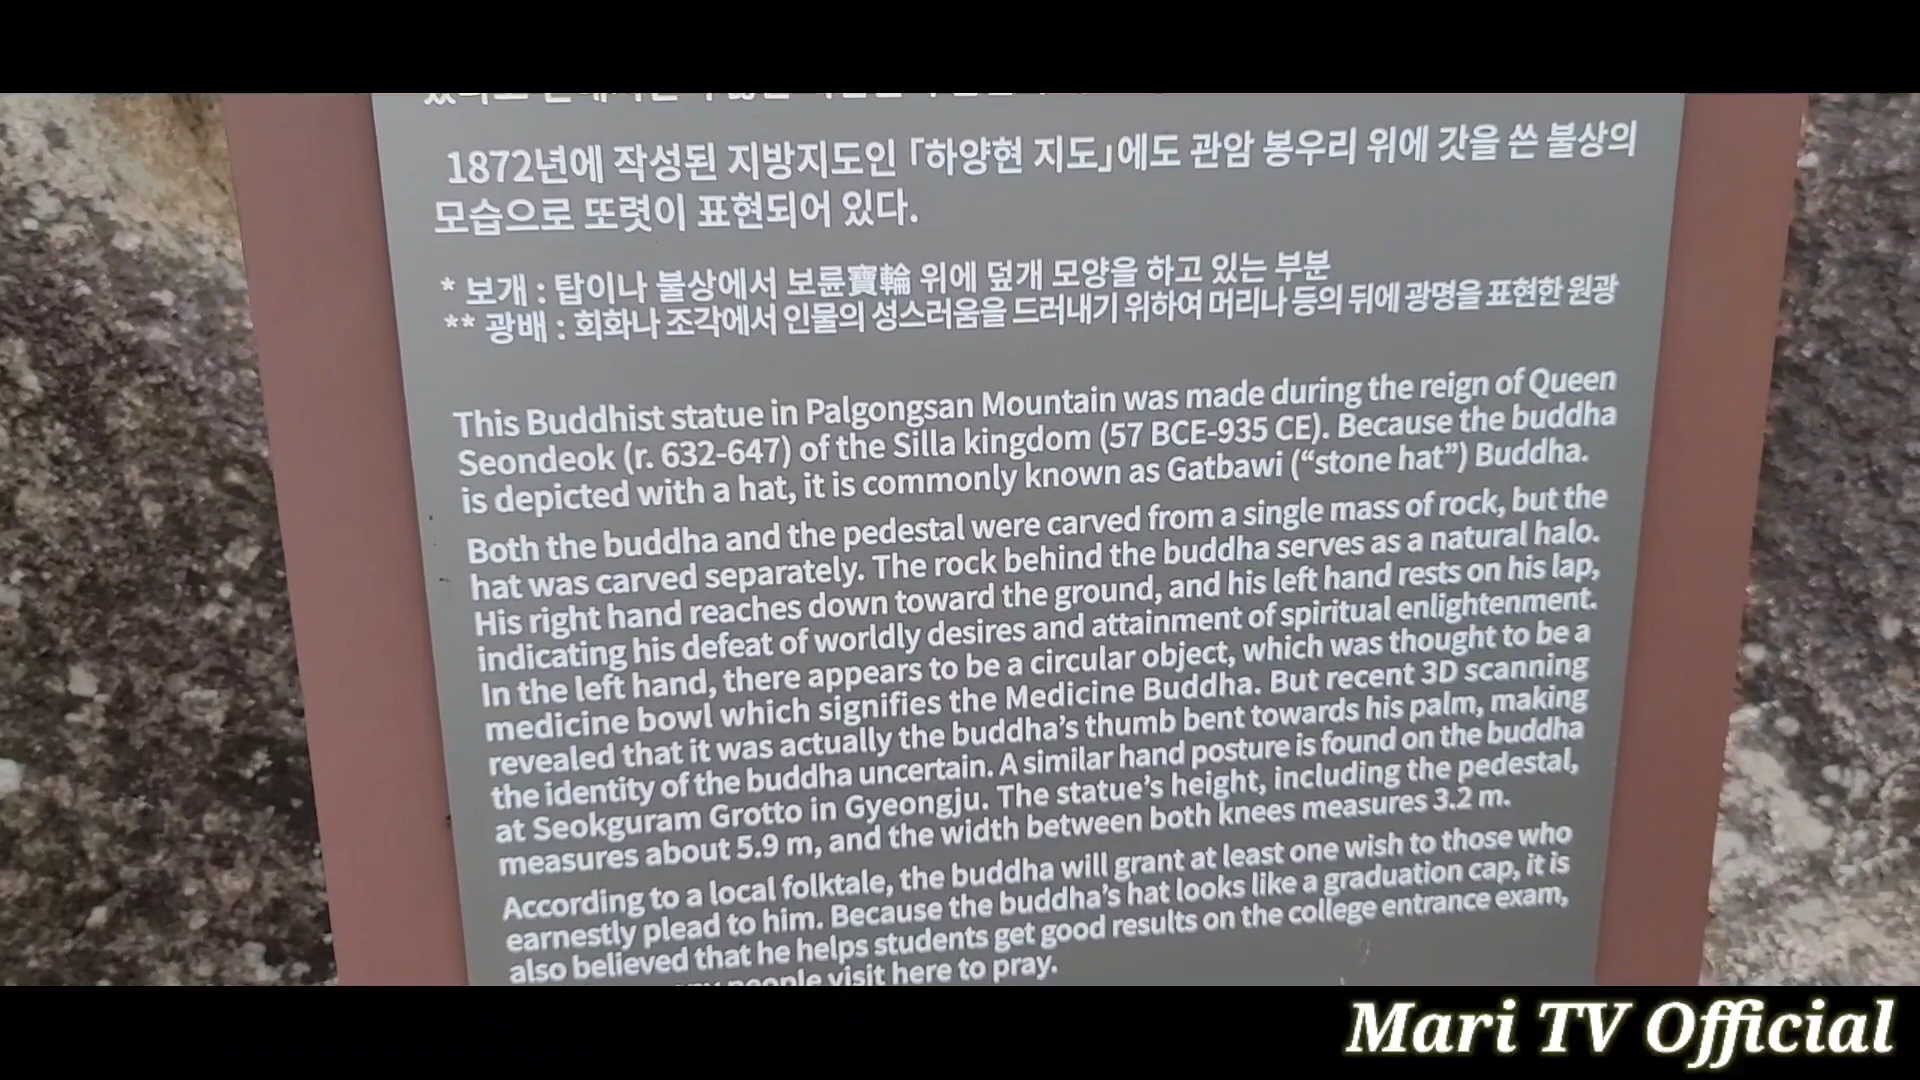 1872년에 작성된 지방지도인 「하양현 지도」에도 관암 봉우리 위에 갓을 쓴 불상의
모습으로 또렷이 표현되어 있다.
* 보개 : 탑이나 불상에서 보륜寶輪 위에 덮개 모양을 하고 있는 부분
** 광배 : 회화나 조각에서 인물의 성스러움을 드러내기 위하여 머리나 등의 뒤에 광명을 표현한 원광
This Buddhist statue in Palgongsan Mountain was made during the reign of Queen
Seondeok (r. 632-647) of the Silla kingdom (57 BCE-935 CE). Because the buddha
is depicted with a hat, it is commonly known as Gatbawi (“stone hat”) Buddha.
Both the buddha and the pedestal were carved from a single mass of rock, but the
hat was carved separately. The rock behind the buddha serves as a natural halo.
His right hand reaches down toward the ground, and his left hand rests on his lap,
indicating his defeat of worldly desires and attainment of spiritual enlightenment.
In the left hand, there appears to be a circular object, which was thought to be a
medicine bowl which signifies the Medicine Buddha. But recent 3D scanning
revealed that it was actually the buddha’s thumb bent towards his palm, making
the identity of the buddha uncertain. A similar hand posture is found on the buddha
at Seokguram Grotto in Gyeongju. The statue’s height, including the pedestal,
measures about 5.9 m, and the width between both knees measures 3.2 m.
According to a local folktale, the buddha will grant at least one wish to those who
earnestly plead to him. Because the buddha’s hat looks like a graduation cap, it is
also believed that he helps students get good results on the college entrance exam,
people visit here to pray.
Mari TV Official